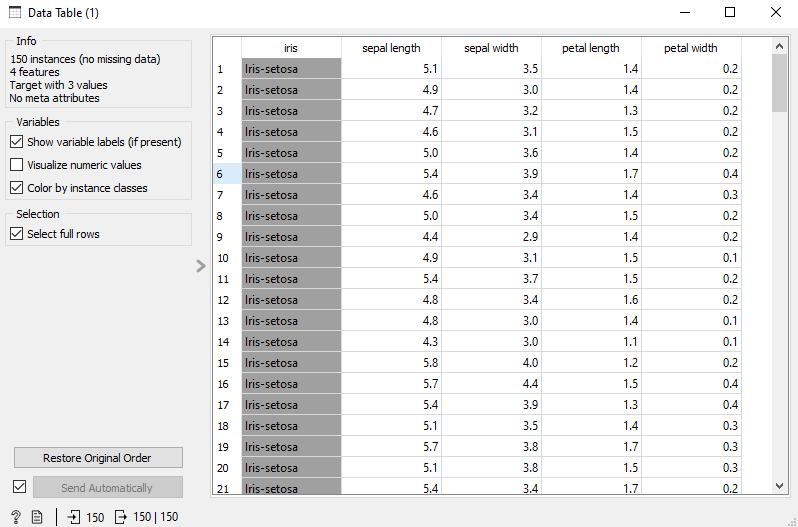 Data Table (1)
Info
150 instances (no missing data)
4 features
Target with 3 values
No meta attributes
Variables
Show variable labels (if present)
Visualize numeric values
Color by instance classes
Selection
Select full rows
Restore Original Order
Send Automatically
? 150 150 | 150
iris sepal length sepal width petal length petal width
1 Iris-setosa 5.1 3.5 1.4 0.2
2 Iris-setosa 4.9 3.0 1.4 0.2
3 Iris-setosa 4.7 3.2 1.3 0.2
4 Iris-setosa 4.6 3.1 1.5 0.2
5 Iris-setosa 5.0 3.6 1.4 0.2
6 Iris-setosa 5.4 3.9 1.7 0.4
7 Iris-setosa 4.6 3.4 1.4 0.3
8 Iris-setosa 5.0 3.4 1.5 0.2
9 Iris-setosa 4.4 2.9 1.4 0.2
10 Iris-setosa 4.9 3.1 1.5 0.1
11 Iris-setosa 5.4 3.7 1.5 0.2
12 Iris-setosa 4.8 3.4 1.6 0.2
13 Iris-setosa 4.8 3.0 1.4 0.1
14 Iris-setosa 4.3 3.0 1.1 0.1
15 Iris-setosa 5.8 4.0 1.2 0.2
16 Iris-setosa 5.7 4.4 1.5 0.4
17 Iris-setosa 5.4 3.9 1.3 0.4
18 Iris-setosa 5.1 3.5 1.4 0.3
19 Iris-setosa 5.7 3.8 1.7 0.3
20 Iris-setosa 5.1 3.8 1.5 0.3
21 Iris-setosa 5.4 3.4 1.7 0.2